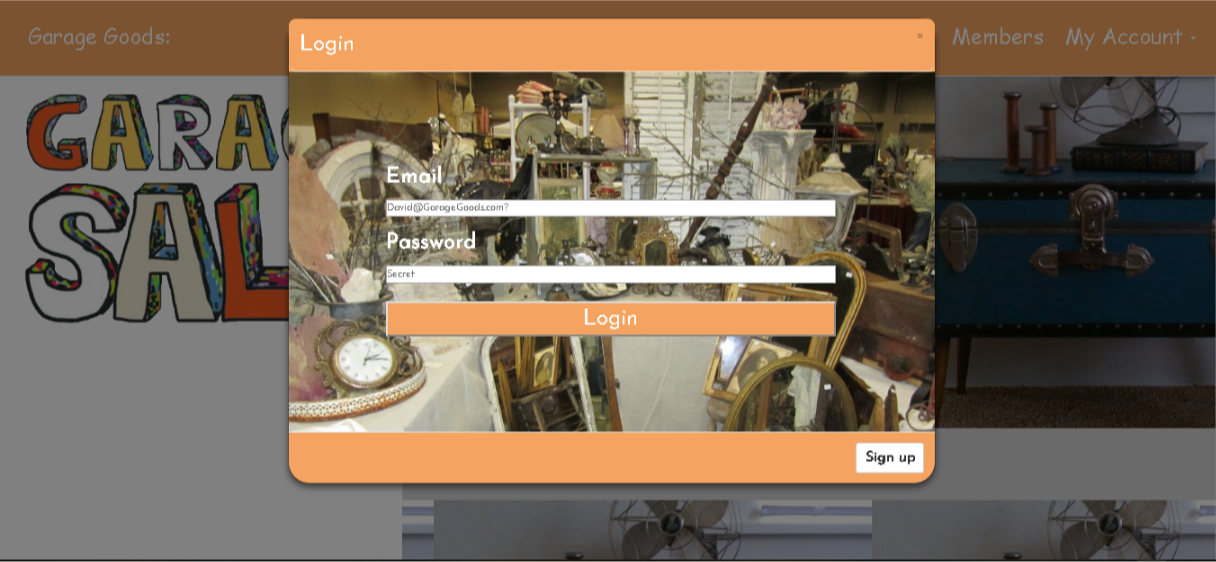 Garage Goods:
Members
My Account
GARAG
SAL
Login
×
Email
David@GarageGoods.com?
Password
Secret
Login
Sign up